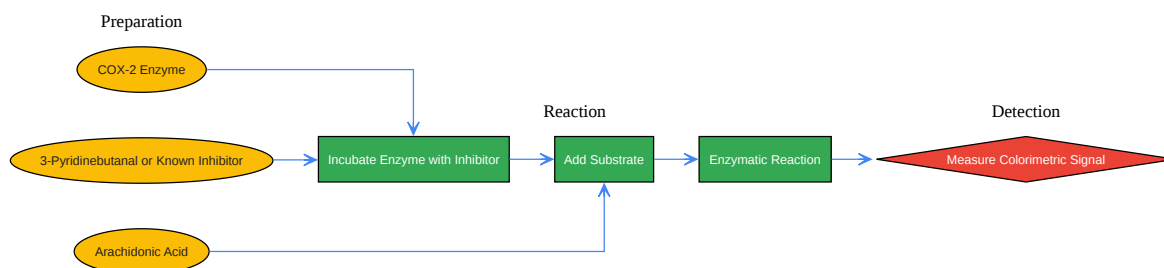 Preparation
COX-2 Enzyme
Reaction
Detection
3-Pyridinebutanal or Known Inhibitor
Incubate Enzyme with Inhibitor
Add Substrate
Enzymatic Reaction
Measure Colorimetric Signal
Arachidonic Acid